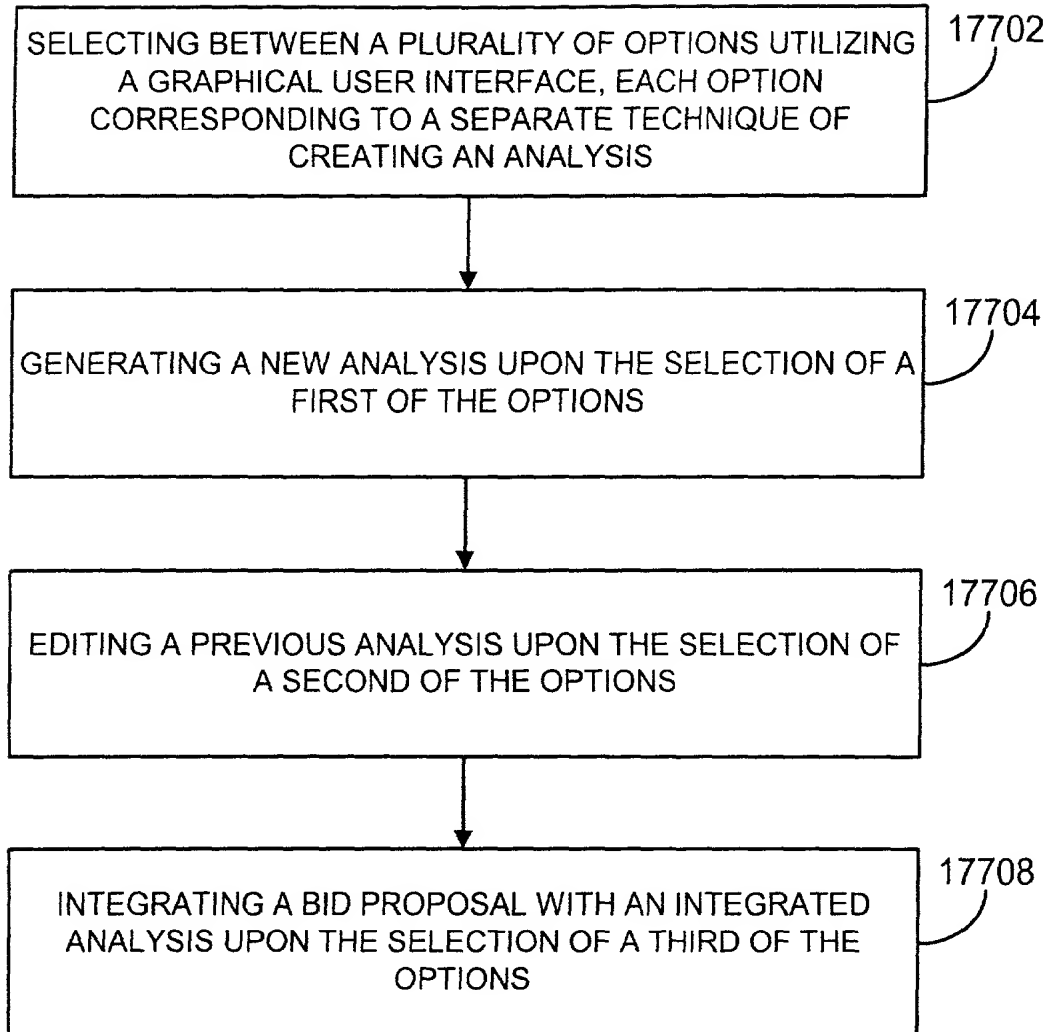 SELECTING BETWEEN A PLURALITY OF OPTIONS UTILIZING
A GRAPHICAL USER INTERFACE, EACH OPTION
CORRESPONDING TO A SEPARATE TECHNIQUE OF
CREATING AN ANALYSIS
17702
GENERATING A NEW ANALYSIS UPON THE SELECTION OF A
FIRST OF THE OPTIONS
17704
EDITING A PREVIOUS ANALYSIS UPON THE SELECTION OF
A SECOND OF THE OPTIONS
17706
INTEGRATING A BID PROPOSAL WITH AN INTEGRATED
ANALYSIS UPON THE SELECTION OF A THIRD OF THE
OPTIONS
17708